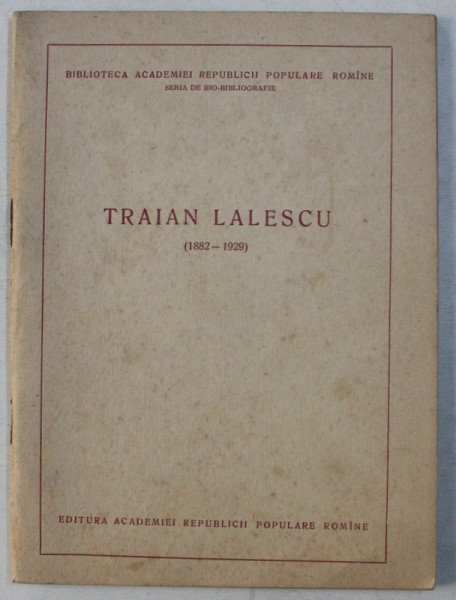 BIBLIOTECA ACADEMIEI REPUBLICII POPULARE ROMÎNE
SERIA DE BIO-BIBLIOGRAFIE
TRAIAN LALESCU
(1882 — 1929)
EDITURA ACADEMIEI REPUBLICII POPULARE ROMÎNE